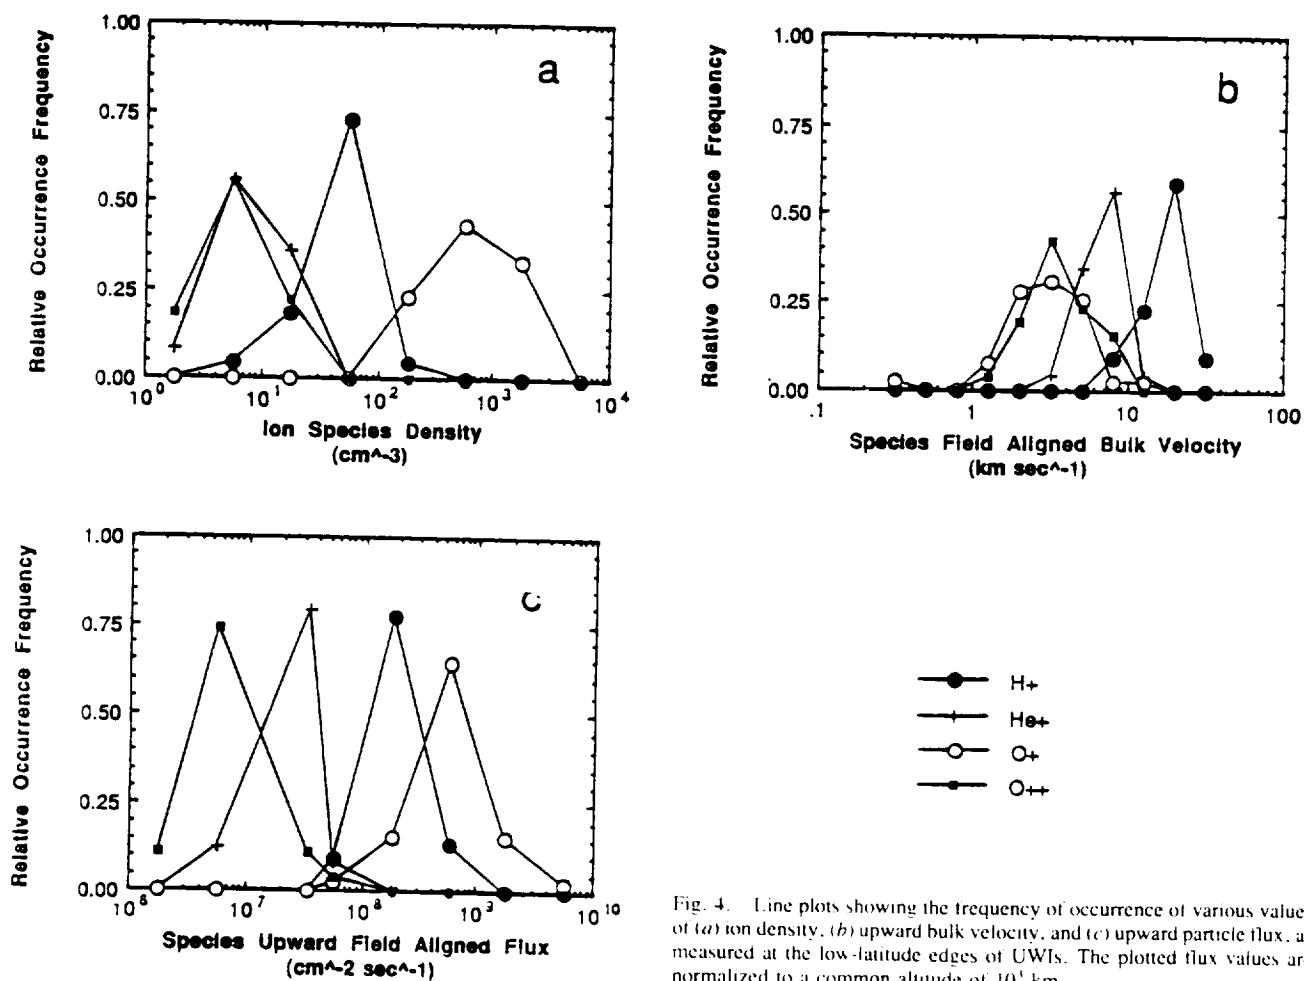 a
Relative Occurrence Frequency
1.00
0.75
0.50
0.25
0.00
10^0 10^1 10^2 10^3 10^4
Ion Species Density
(cm^-3)
b
Relative Occurrence Frequency
1.00
0.75
0.50
0.25
0.00
.1 1 10 100
Species Field Aligned Bulk Velocity
(km sec^-1)
c
Relative Occurrence Frequency
1.00
0.75
0.50
0.25
0.00
10^6 10^7 10^8 10^9 10^10
Species Upward Field Aligned Flux
(cm^-2 sec^-1)
H+
He+
O+
O++
Fig. 4. Line plots showing the frequency of occurrence of various value
of (a) ion density, (b) upward bulk velocity, and (c) upward particle flux, a
measured at the low-latitude edges of UWIs. The plotted flux values ar
normalized to a common altitude of 10^3 km